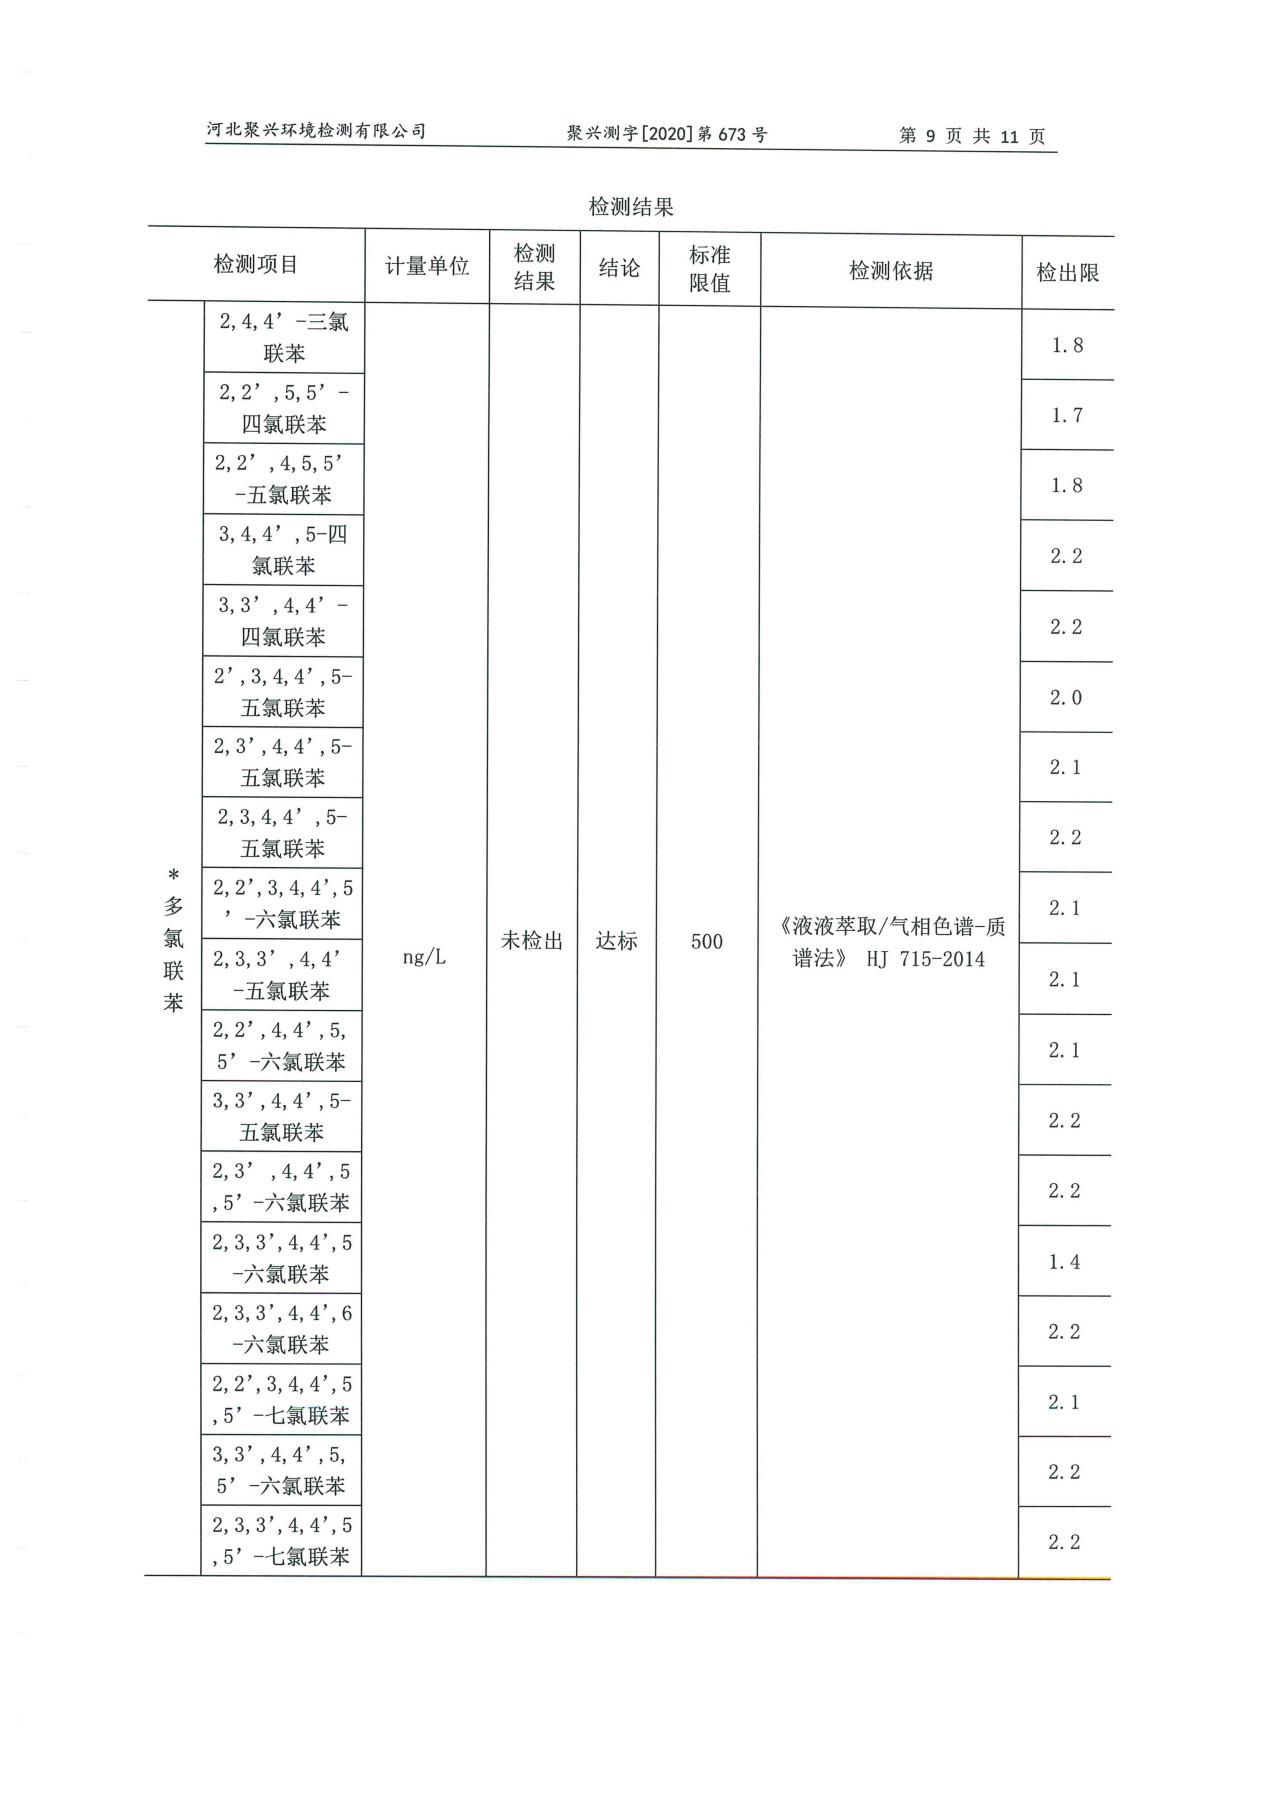 河北聚兴环境检测有限公司 聚兴测字[2020]第673号 第 9 页 共 11 页
检测结果
检测项目 计量单位 检测结果 结论 标准限值 检测依据 检出限
*多氯联苯
2,4,4’-三氯
联苯
1.8
2,2’,5,5’-
四氯联苯
1.7
2,2’,4,5,5’
-五氯联苯
1.8
3,4,4’,5-四
氯联苯
2.2
3,3’,4,4’-
四氯联苯
2.2
2’,3,4,4’,5-
五氯联苯
2.0
2,3’,4,4’,5-
五氯联苯
2.1
2,3,4,4’,5-
五氯联苯
2.2
2,2’,3,4,4’,5
’-六氯联苯
2.1
ng/L 未检出 达标 500
《液液萃取/气相色谱-质
谱法》 HJ 715-2014
2,3,3’,4,4’
-五氯联苯
2.1
2,2’,4,4’,5,
5’-六氯联苯
2.1
3,3’,4,4’,5-
五氯联苯
2.2
2,3’,4,4’,5
,5’-六氯联苯
2.2
2,3,3’,4,4’,5
-六氯联苯
1.4
2,3,3’,4,4’,6
-六氯联苯
2.2
2,2’,3,4,4’,5
,5’-七氯联苯
2.1
3,3’,4,4’,5,
5’-六氯联苯
2.2
2,3,3’,4,4’,5
,5’-七氯联苯
2.2